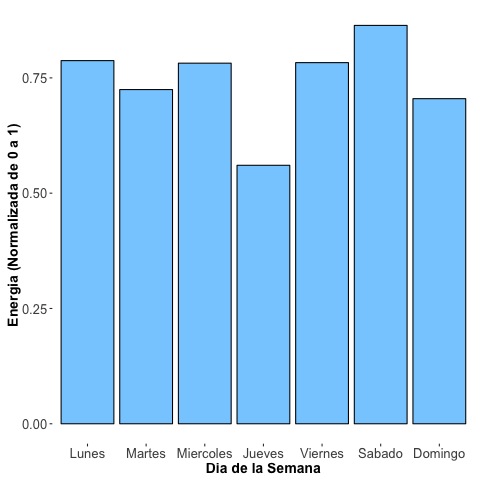 Energia (Normalizada de 0 a 1)
0.75
0.50
0.25
0.00
Lunes Martes Miercoles Jueves Viernes Sabado Domingo
Dia de la Semana